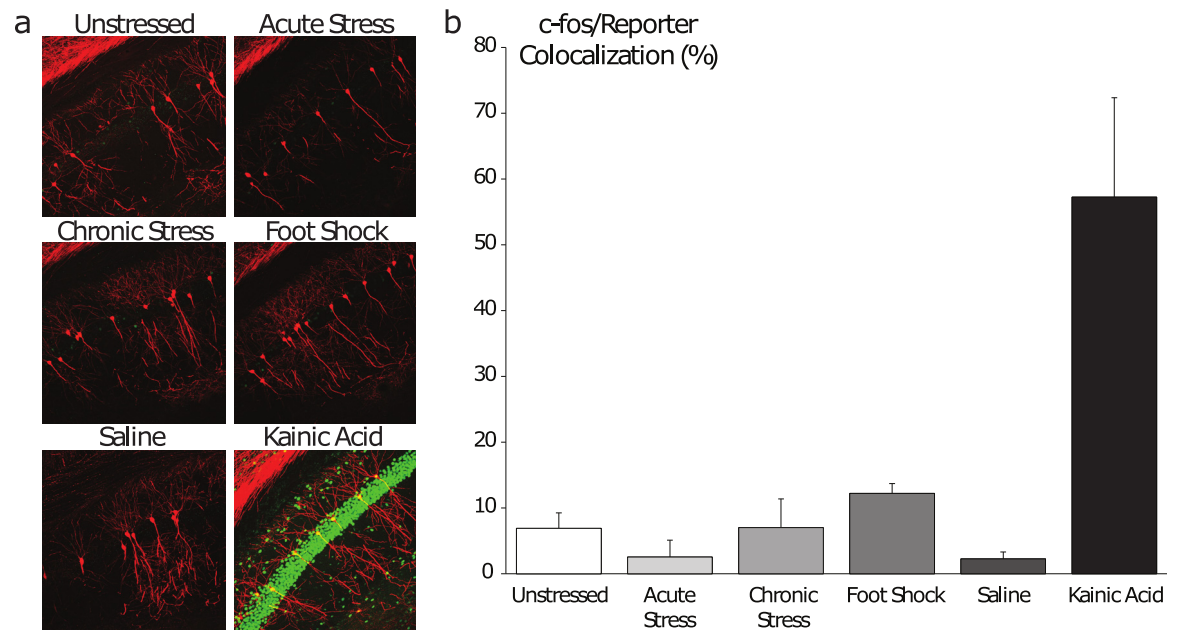 a
Unstressed
Acute Stress
Chronic Stress
Foot Shock
Saline
Kainic Acid
b
c-fos/Reporter
Colocalization (%)
80
70
60
50
40
30
20
10
0
Unstressed
Acute
Stress
Chronic
Stress
Foot Shock
Saline
Kainic Acid